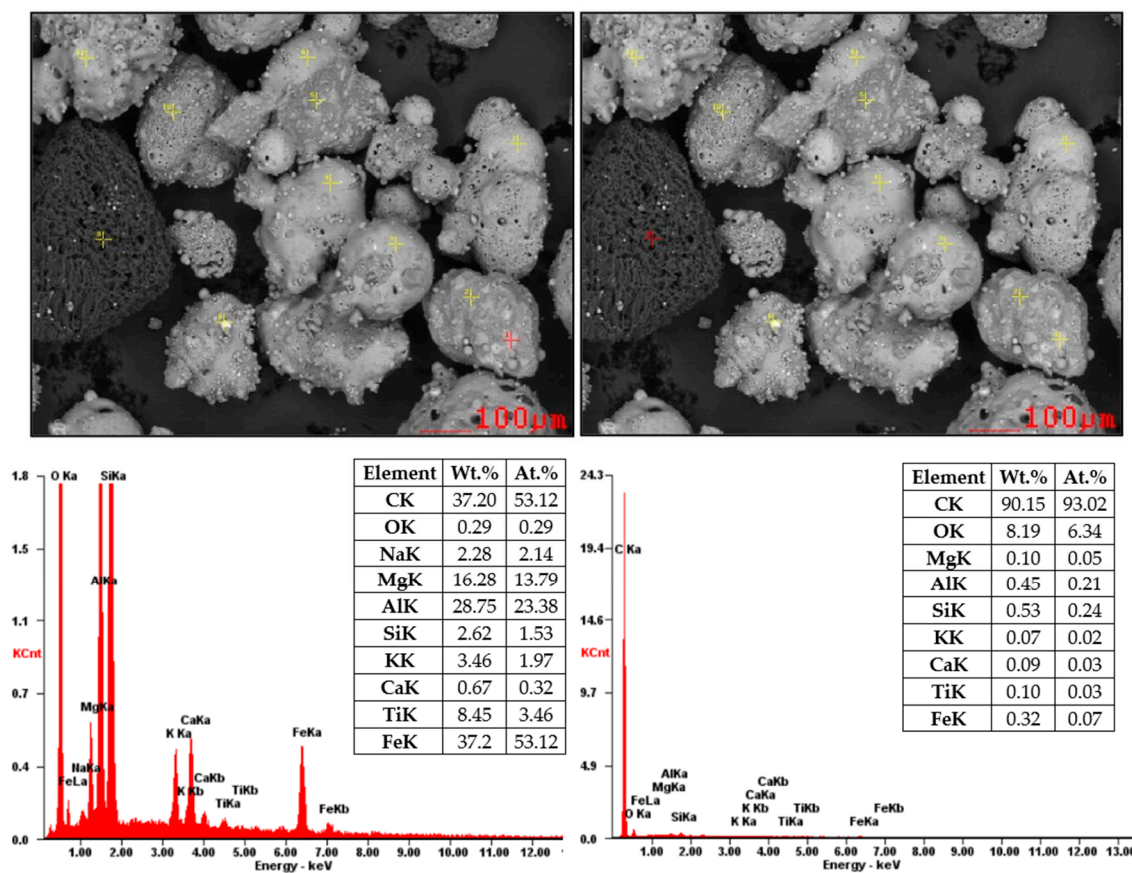 100µm
100µm
Element Wt.% At.%
CK 37.20 53.12
OK 0.29 0.29
NaK 2.28 2.14
MgK 16.28 13.79
AlK 28.75 23.38
SiK 2.62 1.53
KK 3.46 1.97
CaK 0.67 0.32
TiK 8.45 3.46
FeK 37.2 53.12
1.8
1.5
1.1
KCnt
0.7
0.4
0.0
O Ka
SiKa
AlKa
MgKa
NaKa
FeLa
K Ka
K Kb
CaKa
CaKb
TiKa
TiKb
FeKa
FeKb
1.00 2.00 3.00 4.00 5.00 6.00 7.00 8.00 9.00 10.00 11.00 12.00
Energy - keV
Element Wt.% At.%
CK 90.15 93.02
OK 8.19 6.34
MgK 0.10 0.05
AlK 0.45 0.21
SiK 0.53 0.24
KK 0.07 0.02
CaK 0.09 0.03
TiK 0.10 0.03
FeK 0.32 0.07
24.3
19.4
14.6
KCnt
9.7
4.9
0.0
C Ka
AlKa
MgKa
FeLa
O Ka
SiKa
CaKb
CaKa
K Kb
TiKb
K Ka
TiKa
FeKb
FeKa
1.00 2.00 3.00 4.00 5.00 6.00 7.00 8.00 9.00 10.00 11.00 12.00 13.0
Energy - keV